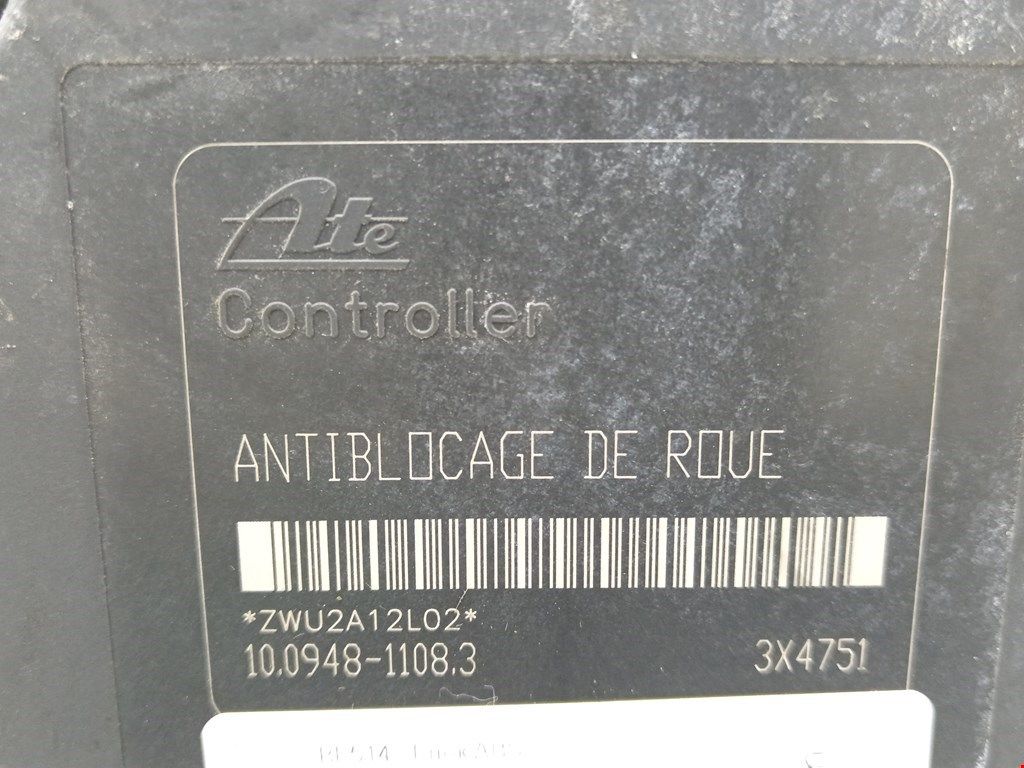 Ate
Controller
ANTIBLOCAGE DE ROUE
*ZWU2A12L02*
10.0948-1108.3 3X4751